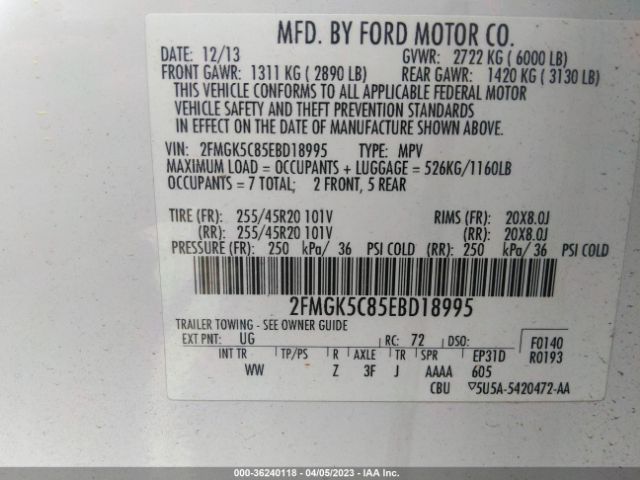 MFD. BY FORD MOTOR CO.
DATE: 12/13 GVWR: 2722 KG ( 6000 LB)
FRONT GAWR: 1311 KG ( 2890 LB) REAR GAWR: 1420 KG ( 3130 LB)
THIS VEHICLE CONFORMS TO ALL APPLICABLE FEDERAL MOTOR
VEHICLE SAFETY AND THEFT PREVENTION STANDARDS
IN EFFECT ON THE DATE OF MANUFACTURE SHOWN ABOVE.
VIN: 2FMGK5C85EBD18995 TYPE: MPV
MAXIMUM LOAD = OCCUPANTS + LUGGAGE = 526KG/1160LB
OCCUPANTS = 7 TOTAL; 2 FRONT, 5 REAR
TIRE (FR): 255/45R20 101V RIMS (FR): 20X8.0J
(RR): 255/45R20 101V (RR): 20X8.0J
PRESSURE (FR): 250 kPa/ 36 PSI COLD (RR): 250 kPa/ 36 PSI COLD
2FMGK5C85EBD18995
TRAILER TOWING - SEE OWNER GUIDE
EXT PNT: UG RC: 72 DSO: F0140
INT TR TP/PS R AXLE TR SPR EP31D R0193
WW Z 3F J AAAA 605
CBU ▽5U5A-5420472-AA
000-36240118 - 04/05/2023 - IAA Inc.